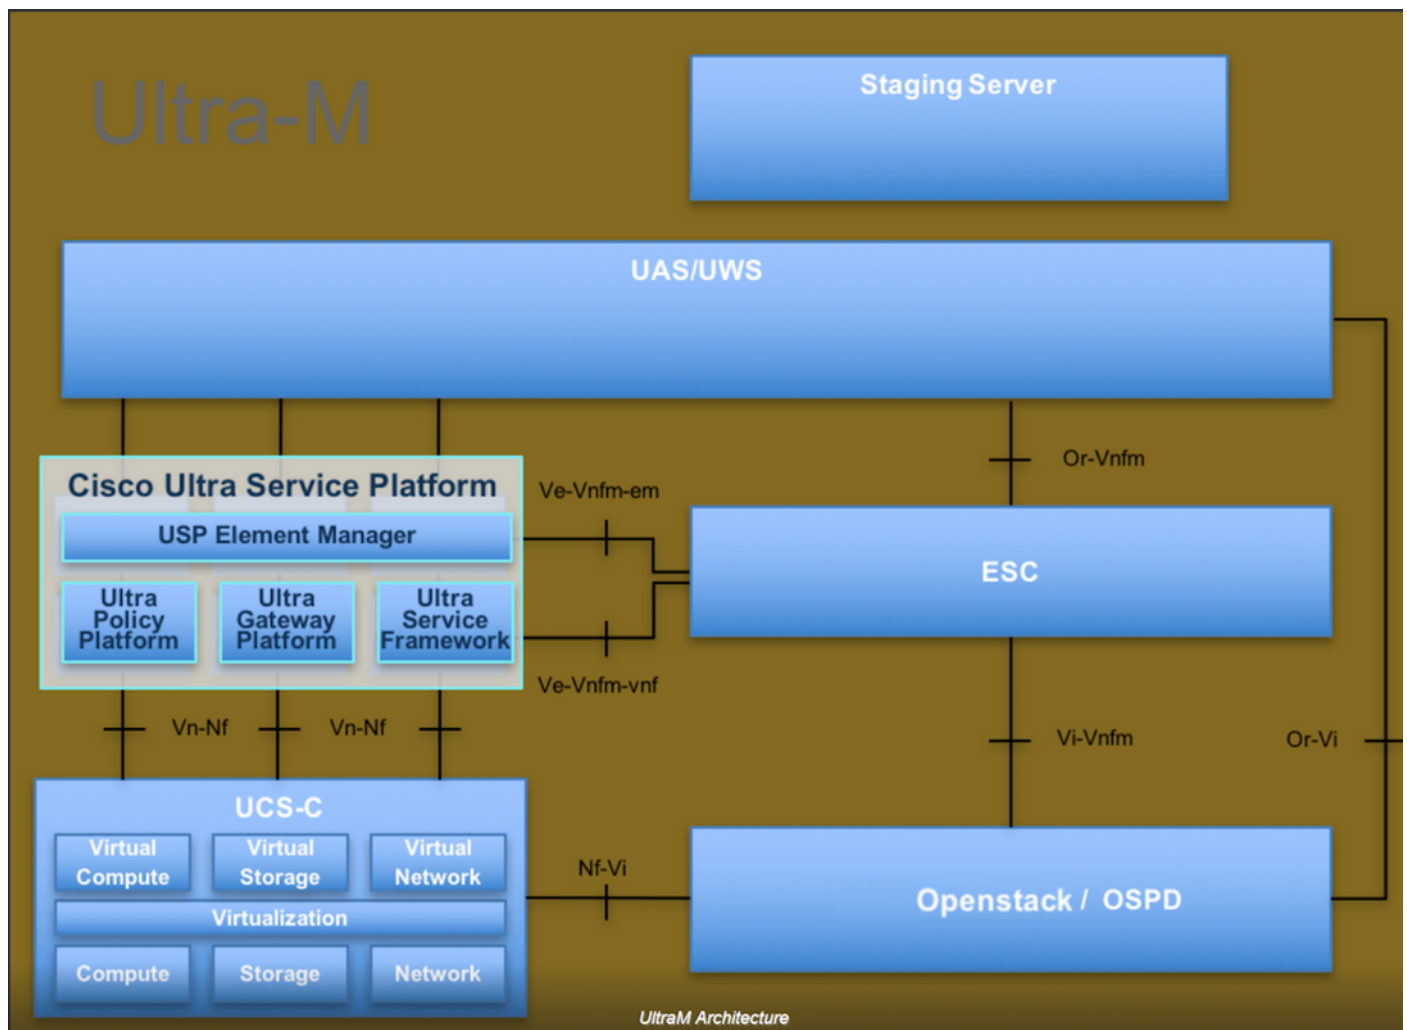 Ultra-M
Staging Server
UAS/UWS
Or-Vnfm
Cisco Ultra Service Platform
USP Element Manager
Ultra
Policy
Platform
Ultra
Gateway
Platform
Ultra
Service
Framework
Ve-Vnfm-em
Ve-Vnfm-vnf
ESC
Vn-Nf
Vn-Nf
Vi-Vnfm
Or-Vi
UCS-C
Virtual
Compute
Virtual
Storage
Virtual
Network
Virtualization
Compute
Storage
Network
Nf-Vi
Openstack / OSPD
UltraM Architecture